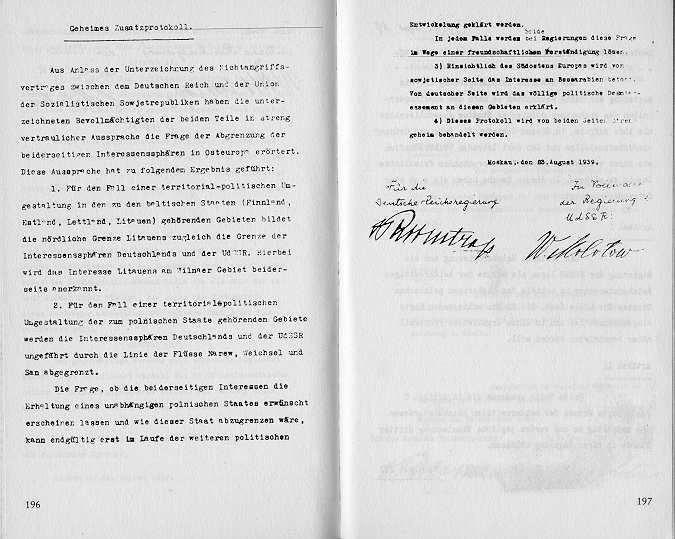 Geheimes Zusatzprotokoll.
Aus Anlass der Unterzeichnung des Nichtangriffs-
vertrages zwischen dem Deutschen Reich und der Union
der Sozialistischen Sowjetrepubliken haben die unter-
zeichneten Bevollmächtigten der beiden Teile in streng
vertraulicher Aussprache die Frage der Abgrenzung der
beiderseitigen Interessensphären in Osteuropa erörtert.
Diese Aussprache hat zu folgendem Ergebnis geführt:
1. Für den Fall einer territorial-politischen Um-
gestaltung in den zu den baltischen Staaten (Finnland,
Estland, Lettland, Litauen) gehörenden Gebieten bildet
die nördliche Grenze Litauens zugleich die Grenze der
Interessensphären Deutschlands und der UdSSR. Hierbei
wird das Interesse Litauens am Wilnaer Gebiet beider-
seits anerkannt.
2. Für den Fall einer territorial-politischen
Umgestaltung der zum polnischen Staate gehörenden Gebiete
werden die Interessensphären Deutschlands und der UdSSR
ungefähr durch die Linie der Flüsse Narew, Weichsel und
San abgegrenzt.
Die Frage, ob die beiderseitigen Interessen die
Erhaltung eines unabhängigen polnischen Staates erwünscht
erscheinen lassen und wie dieser Staat abzugrenzen wäre,
kann endgültig erst im Laufe der weiteren politischen
196
Entwickelung geklärt werden.
beide
In jedem Falle werden bei Regierungen diese Frage
im Wege einer freundschaftlichen Verständigung lösen.
3) Hinsichtlich des Südostens Europas wird von
sowjetischer Seite das Interesse an Bessarabien betont.
Von deutscher Seite wird das völlige politische Desinte-
essement an diesen Gebieten erklärt.
4) Dieses Protokoll wird von beiden Seiten streng
geheim behandelt werden.
Moskau, den 23. August 1939.
Für die
Deutsche Reichsregierung
In Vollmacht
der Regierung
UdSSR:
W. Molotow
197